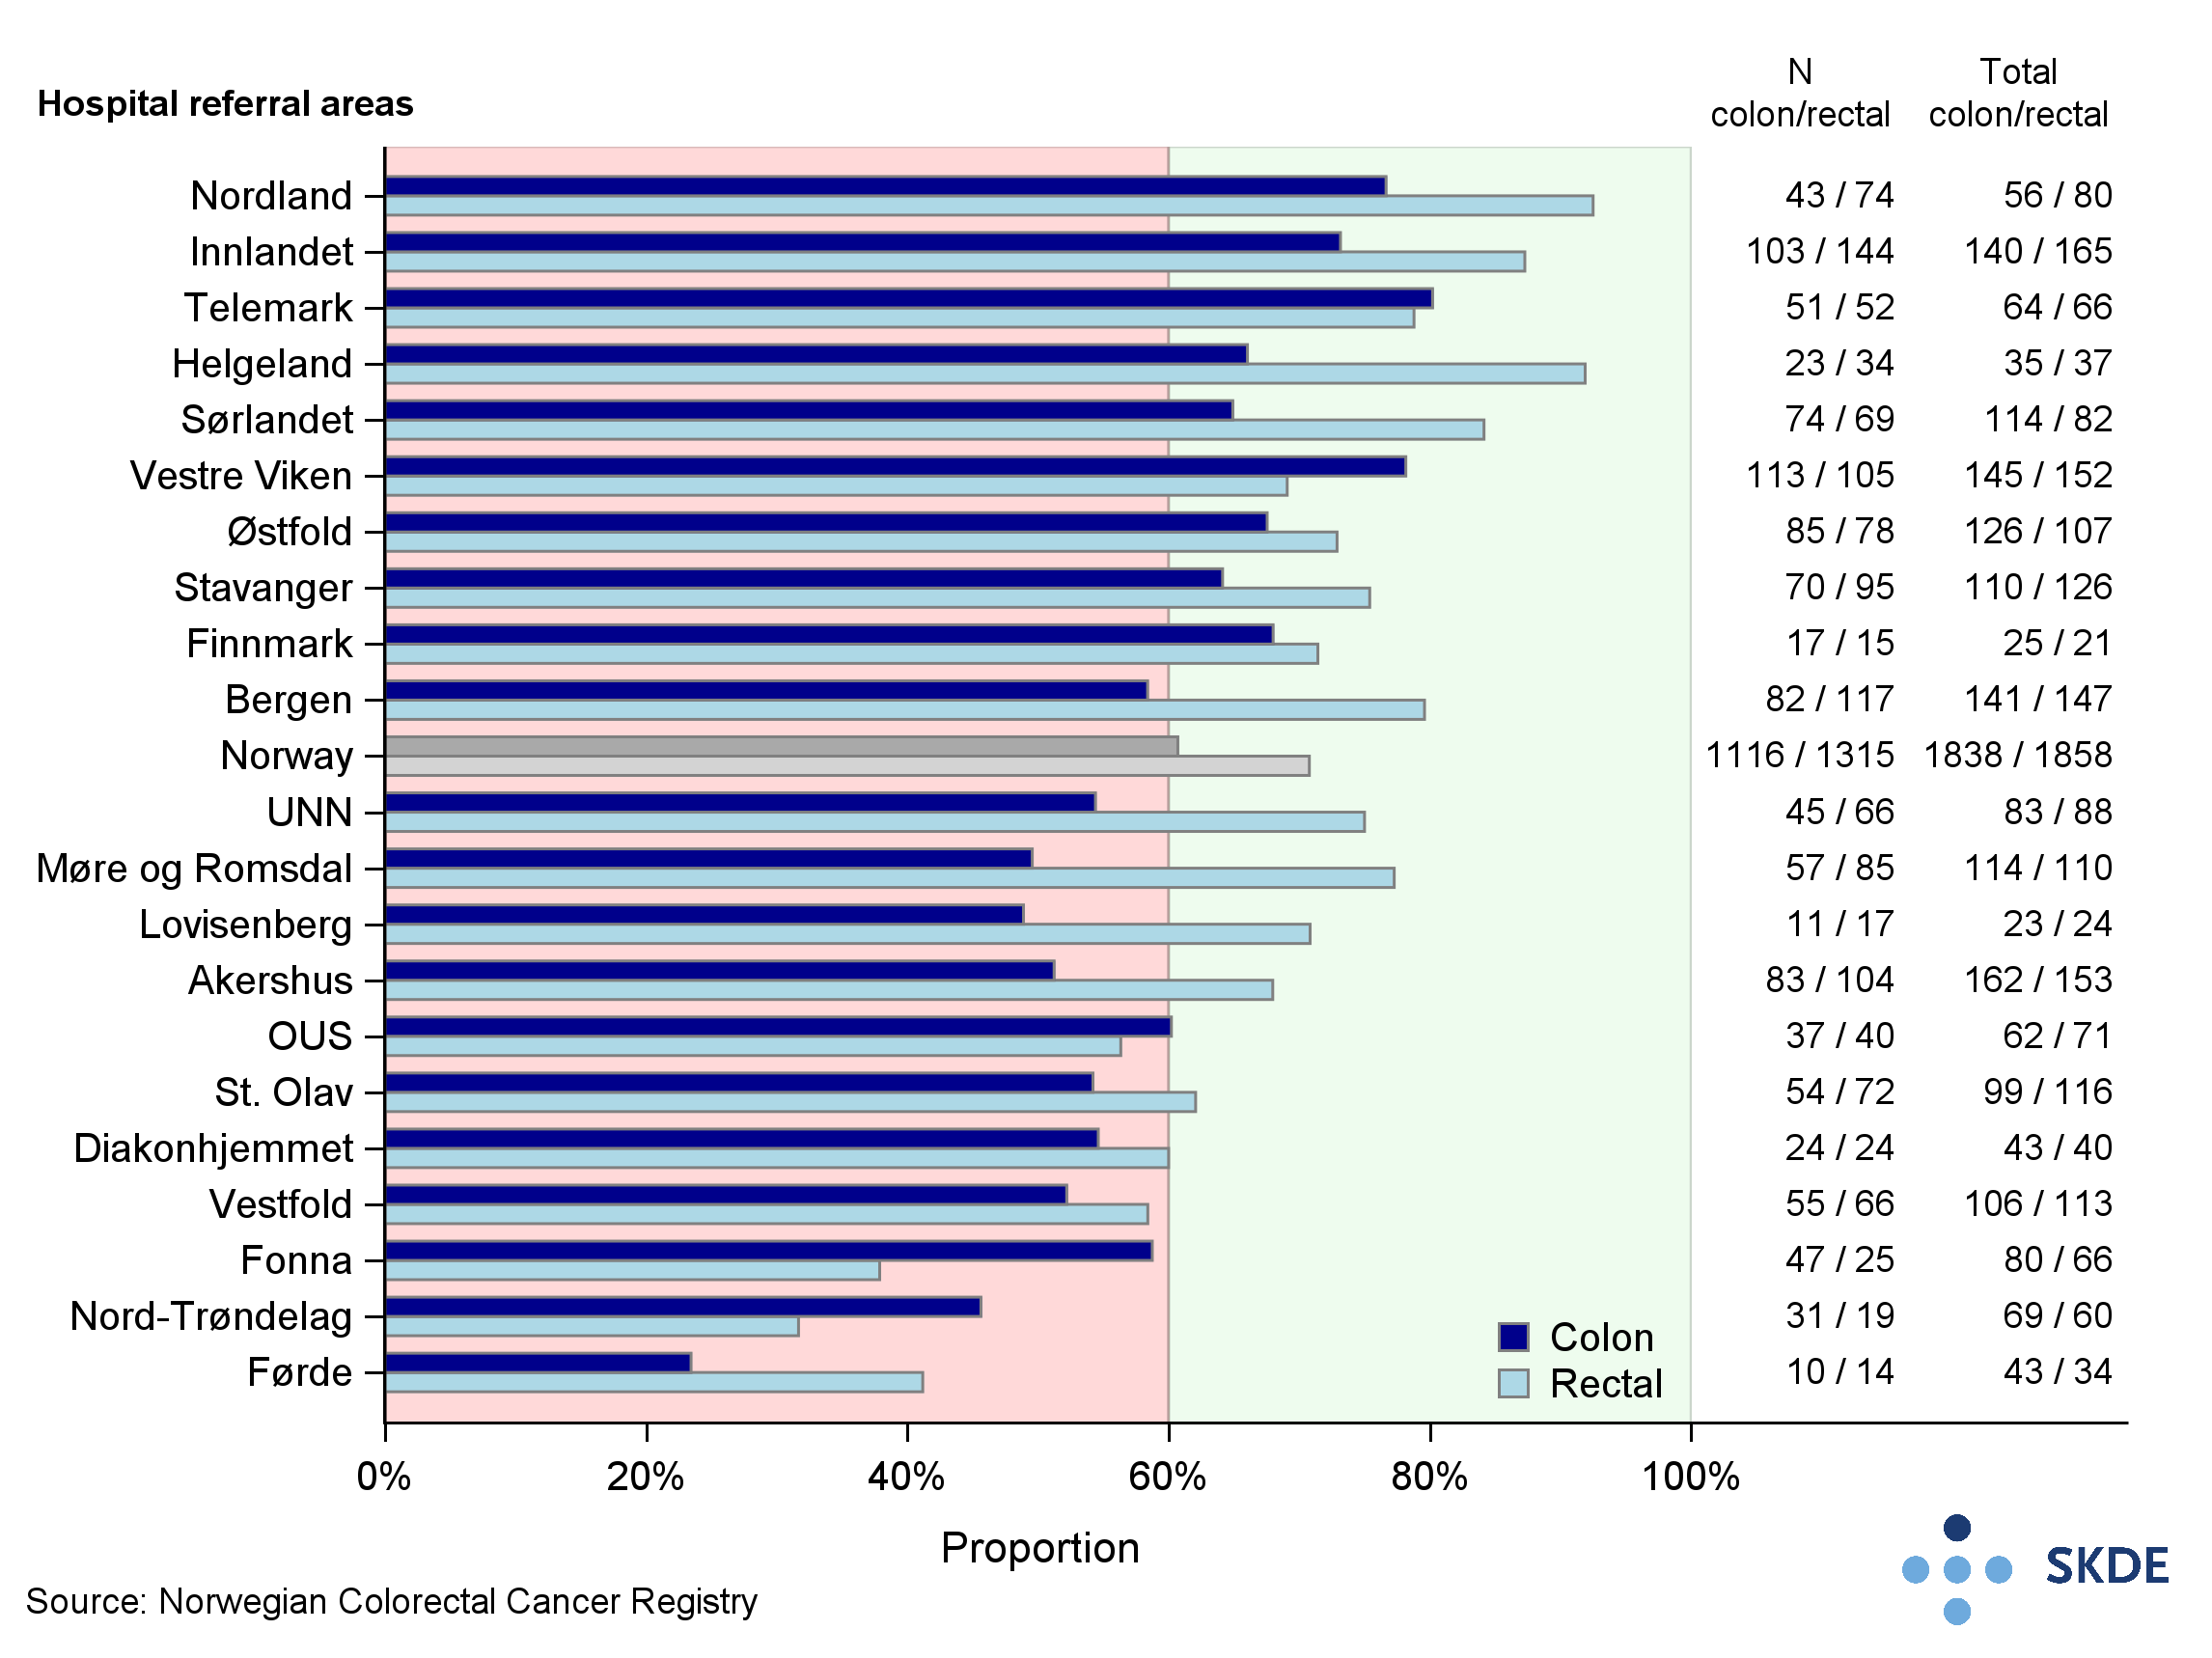 N Total
Hospital referral areas colon/rectal colon/rectal
Nordland 43 / 74 56 / 80
Innlandet 103 / 144 140 / 165
Telemark 51 / 52 64 / 66
Helgeland 23 / 34 35 / 37
Sørlandet 74 / 69 114 / 82
Vestre Viken 113 / 105 145 / 152
Østfold 85 / 78 126 / 107
Stavanger 70 / 95 110 / 126
Finnmark 17 / 15 25 / 21
Bergen 82 / 117 141 / 147
Norway 1116 / 1315 1838 / 1858
UNN 45 / 66 83 / 88
Møre og Romsdal 57 / 85 114 / 110
Lovisenberg 11 / 17 23 / 24
Akershus 83 / 104 162 / 153
OUS 37 / 40 62 / 71
St. Olav 54 / 72 99 / 116
Diakonhjemmet 24 / 24 43 / 40
Vestfold 55 / 66 106 / 113
Fonna 47 / 25 80 / 66
Nord-Trøndelag 31 / 19 69 / 60
Førde 10 / 14 43 / 34
Colon
Rectal
0% 20% 40% 60% 80% 100%
Proportion
Source: Norwegian Colorectal Cancer Registry
SKDE